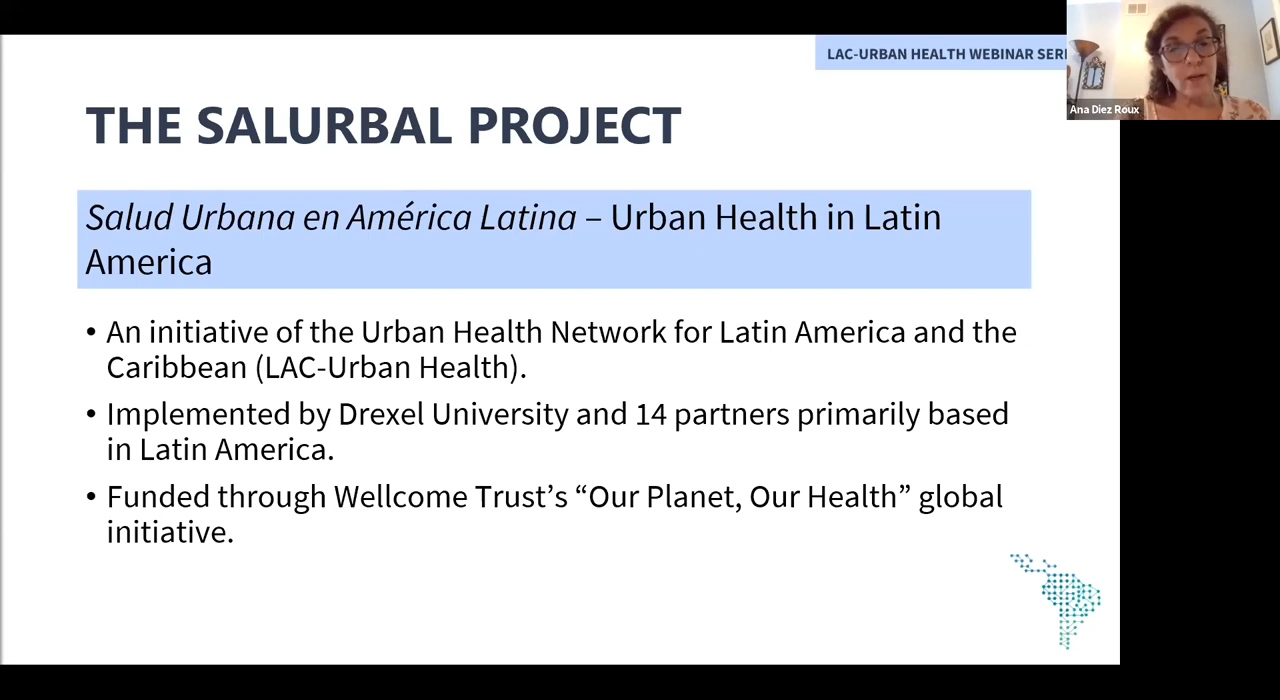 LAC-URBAN HEALTH WEBINAR SERI
Ana Diez Roux
THE SALURBAL PROJECT
Salud Urbana en América Latina – Urban Health in Latin
America
• An initiative of the Urban Health Network for Latin America and the
Caribbean (LAC-Urban Health).
• Implemented by Drexel University and 14 partners primarily based
in Latin America.
• Funded through Wellcome Trust’s “Our Planet, Our Health” global
initiative.